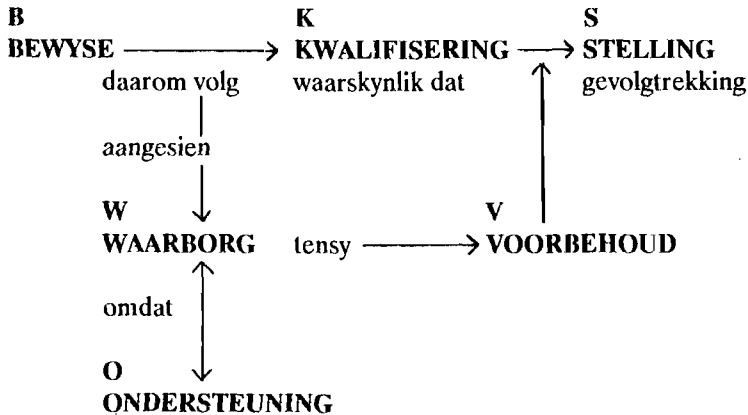 B K S
BEWYSE KWALIFISERING STELLING
daarom volg waarskynlik dat gevolgtrekking
aangesien
W V
WAARBORG tensy VOORBEHOUD
omdat
O
ONDERSTEUNING